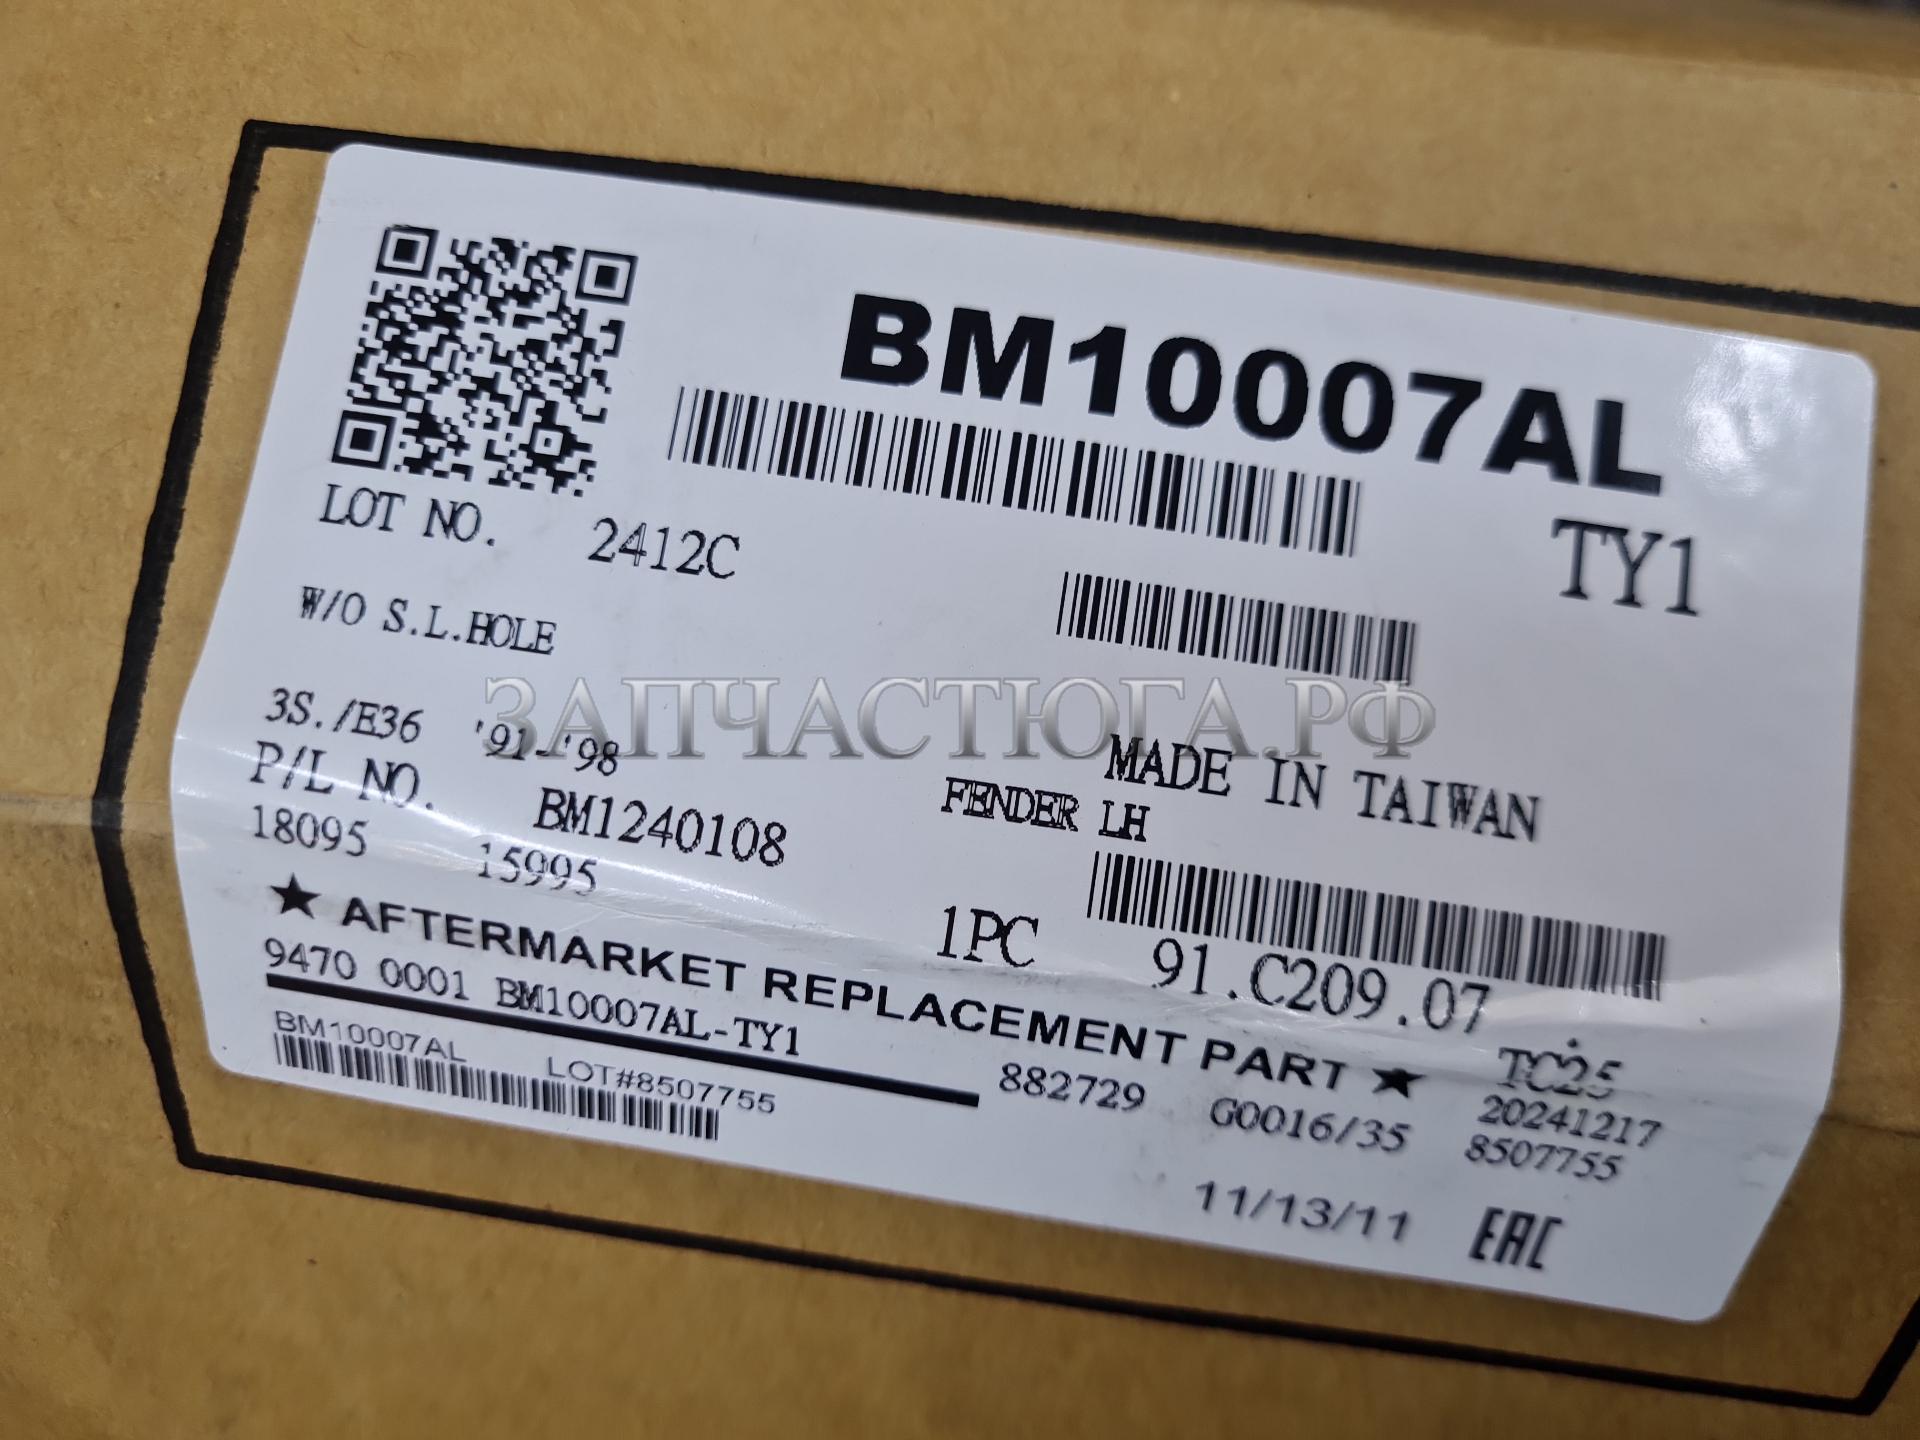 BM10007AL
TY1
LOT NO. 2412C
W/O S.L.HOLE
3S./E36 '91-'98
MADE IN TAIWAN
P/L NO. BM1240108
FENDER LH
18095 15995
1PC 91.C209.07
★ AFTERMARKET REPLACEMENT PART ★
TC25
9470 0001 BM10007AL-TY1
882729 G0016/35 20241217
8507755
BM10007AL LOT#8507755
11/13/11 EAC
ЗАПЧАСТЮГА.РФ